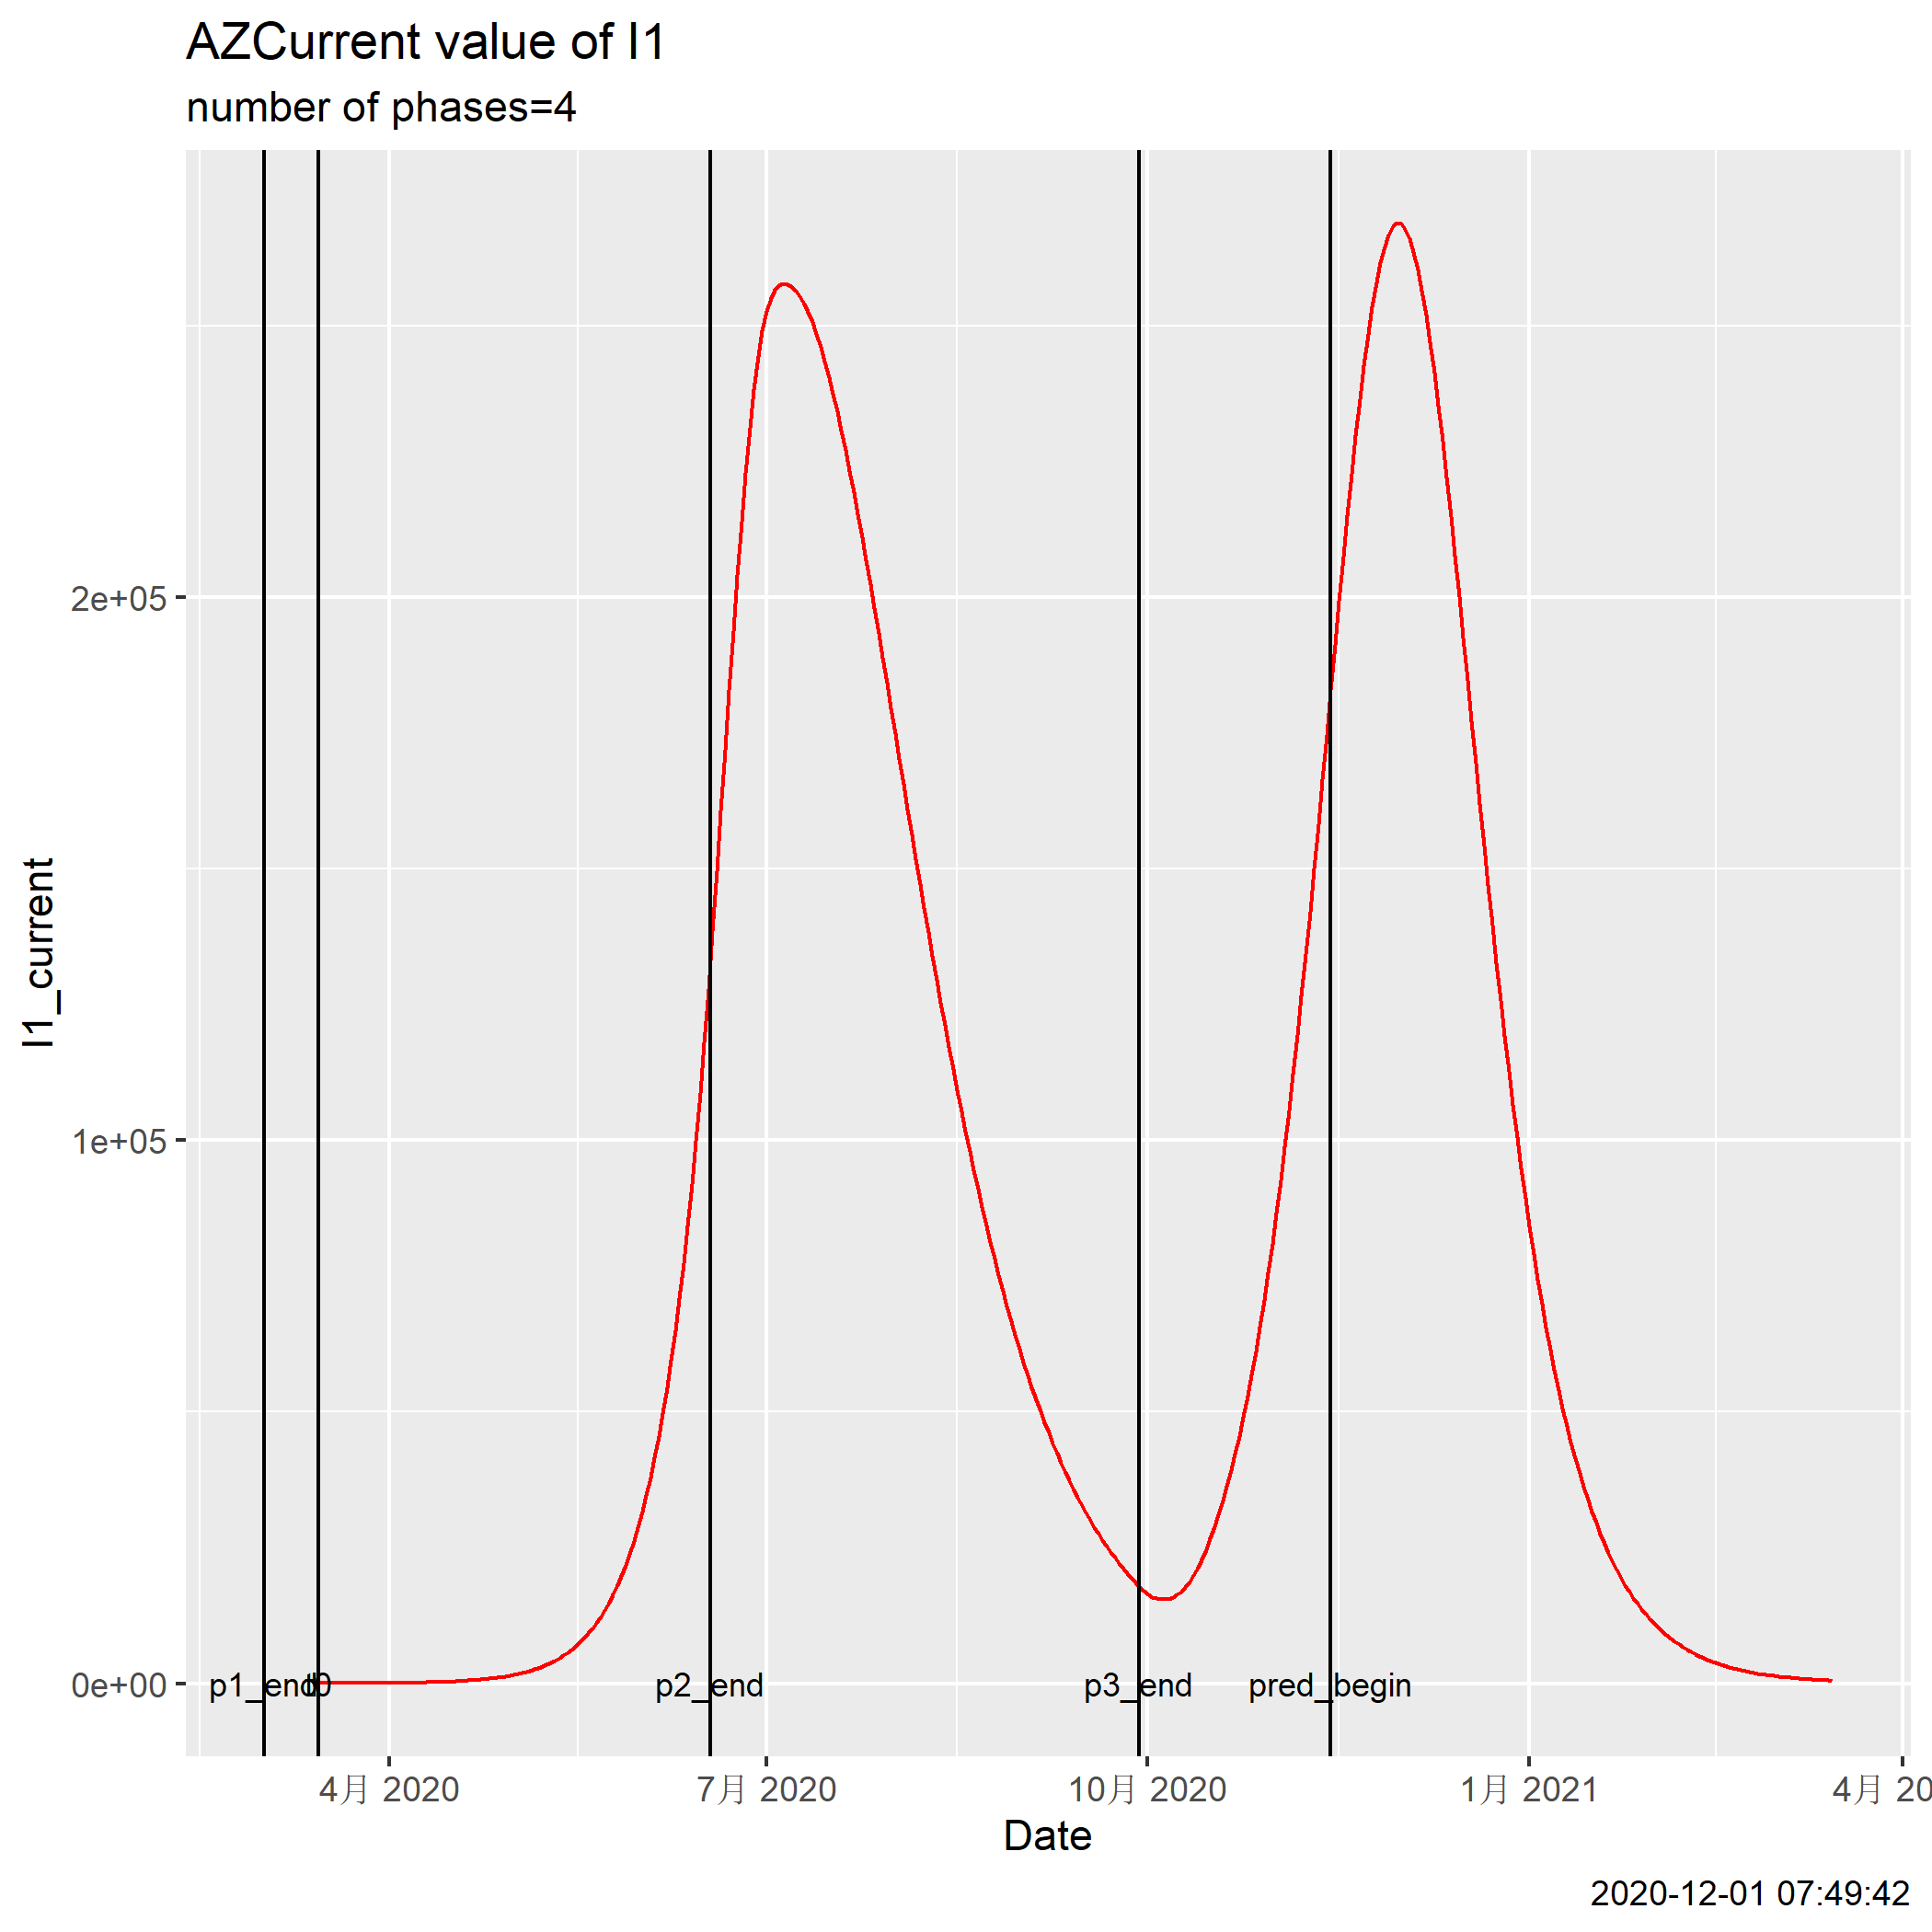 AZCurrent value of I1
number of phases=4
I1_current
2e+05
1e+05
0e+00
p1_end
t0
p2_end
p3_end
pred_begin
4月 2020
7月 2020
10月 2020
1月 2021
4月 20
Date
2020-12-01 07:49:42